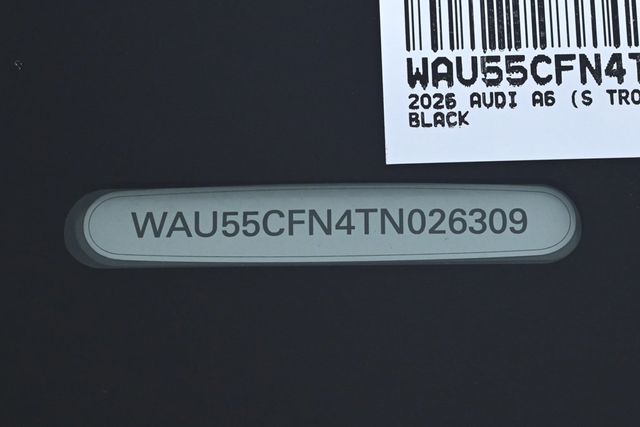 WAU55CFN4T
2026 AUDI A6 (S TRO
BLACK
WAU55CFN4TN026309